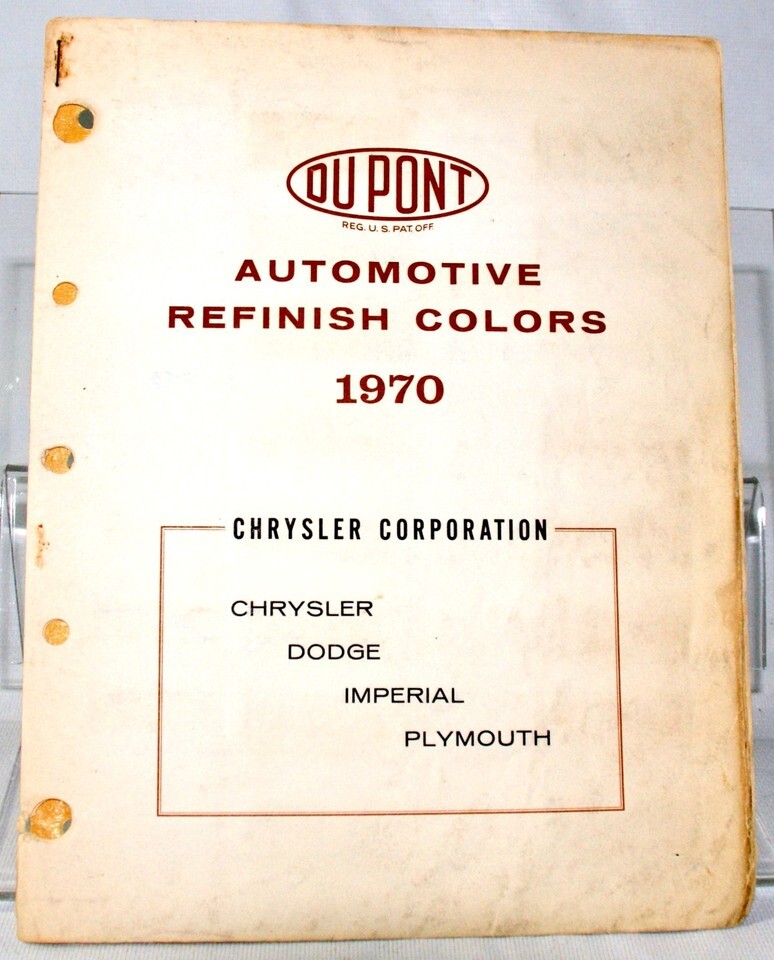 DU PONT
REG. U. S. PAT. OFF.
AUTOMOTIVE
REFINISH COLORS
1970
CHRYSLER CORPORATION
CHRYSLER
DODGE
IMPERIAL
PLYMOUTH